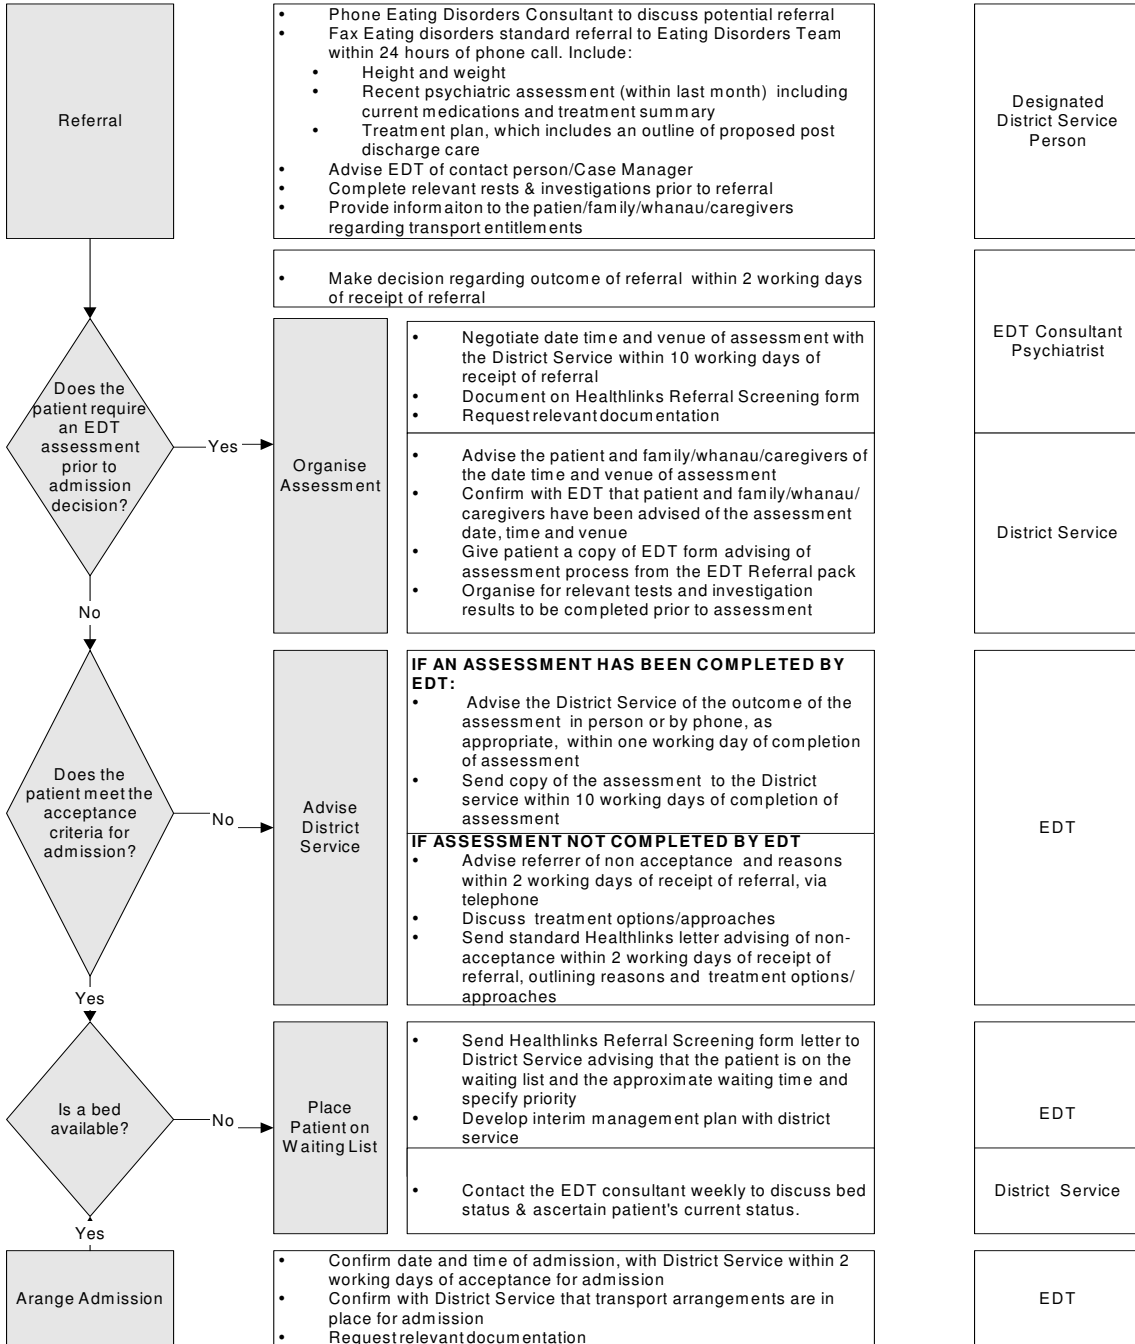 Referral
• Phone Eating Disorders Consultant to discuss potential referral
• Fax Eating disorders standard referral to Eating Disorders Team
within 24 hours of phone call. Include:
• Height and weight
• Recent psychiatric assessment (within last month) including
current medications and treatment summary
• Treatment plan, which includes an outline of proposed post
discharge care
• Advise EDT of contact person/Case Manager
• Complete relevant rests & investigations prior to referral
• Provide informaiton to the patien/family/whanau/caregivers
regarding transport entitlements
Designated
District Service
Person
• Make decision regarding outcome of referral within 2 working days
of receipt of referral
EDT Consultant
Psychiatrist
Does the
patient require
an EDT
assessment
prior to
admission
decision?
Yes
Organise
Assessment
• Negotiate date time and venue of assessment with
the District Service within 10 working days of
receipt of referral
• Document on Healthlinks Referral Screening form
• Request relevant documentation
• Advise the patient and family/whanau/caregivers of
the date time and venue of assessment
• Confirm with EDT that patient and family/whanau/
caregivers have been advised of the assessment
date, time and venue
• Give patient a copy of EDT form advising of
assessment process from the EDT Referral pack
• Organise for relevant tests and investigation
results to be completed prior to assessment
District Service
No
Does the
patient meet the
acceptance
criteria for
admission?
No
Advise
District
Service
IF AN ASSESSMENT HAS BEEN COMPLETED BY
EDT:
• Advise the District Service of the outcome of the
assessment in person or by phone, as
appropriate, within one working day of completion
of assessment
• Send copy of the assessment to the District
service within 10 working days of completion of
assessment
IF ASSESSMENT NOT COMPLETED BY EDT
• Advise referrer of non acceptance and reasons
within 2 working days of receipt of referral, via
telephone
• Discuss treatment options/approaches
• Send standard Healthlinks letter advising of non-
acceptance within 2 working days of receipt of
referral, outlining reasons and treatment options/
approaches
EDT
Yes
Is a bed
available?
No
Place
Patient on
Waiting List
• Send Healthlinks Referral Screening form letter to
District Service advising that the patient is on the
waiting list and the approximate waiting time and
specify priority
• Develop interim management plan with district
service
EDT
• Contact the EDT consultant weekly to discuss bed
status & ascertain patient's current status.
District Service
Yes
Arange Admission
• Confirm date and time of admission, with District Service within 2
working days of acceptance for admission
• Confirm with District Service that transport arrangements are in
place for admission
• Request relevant documentation
EDT